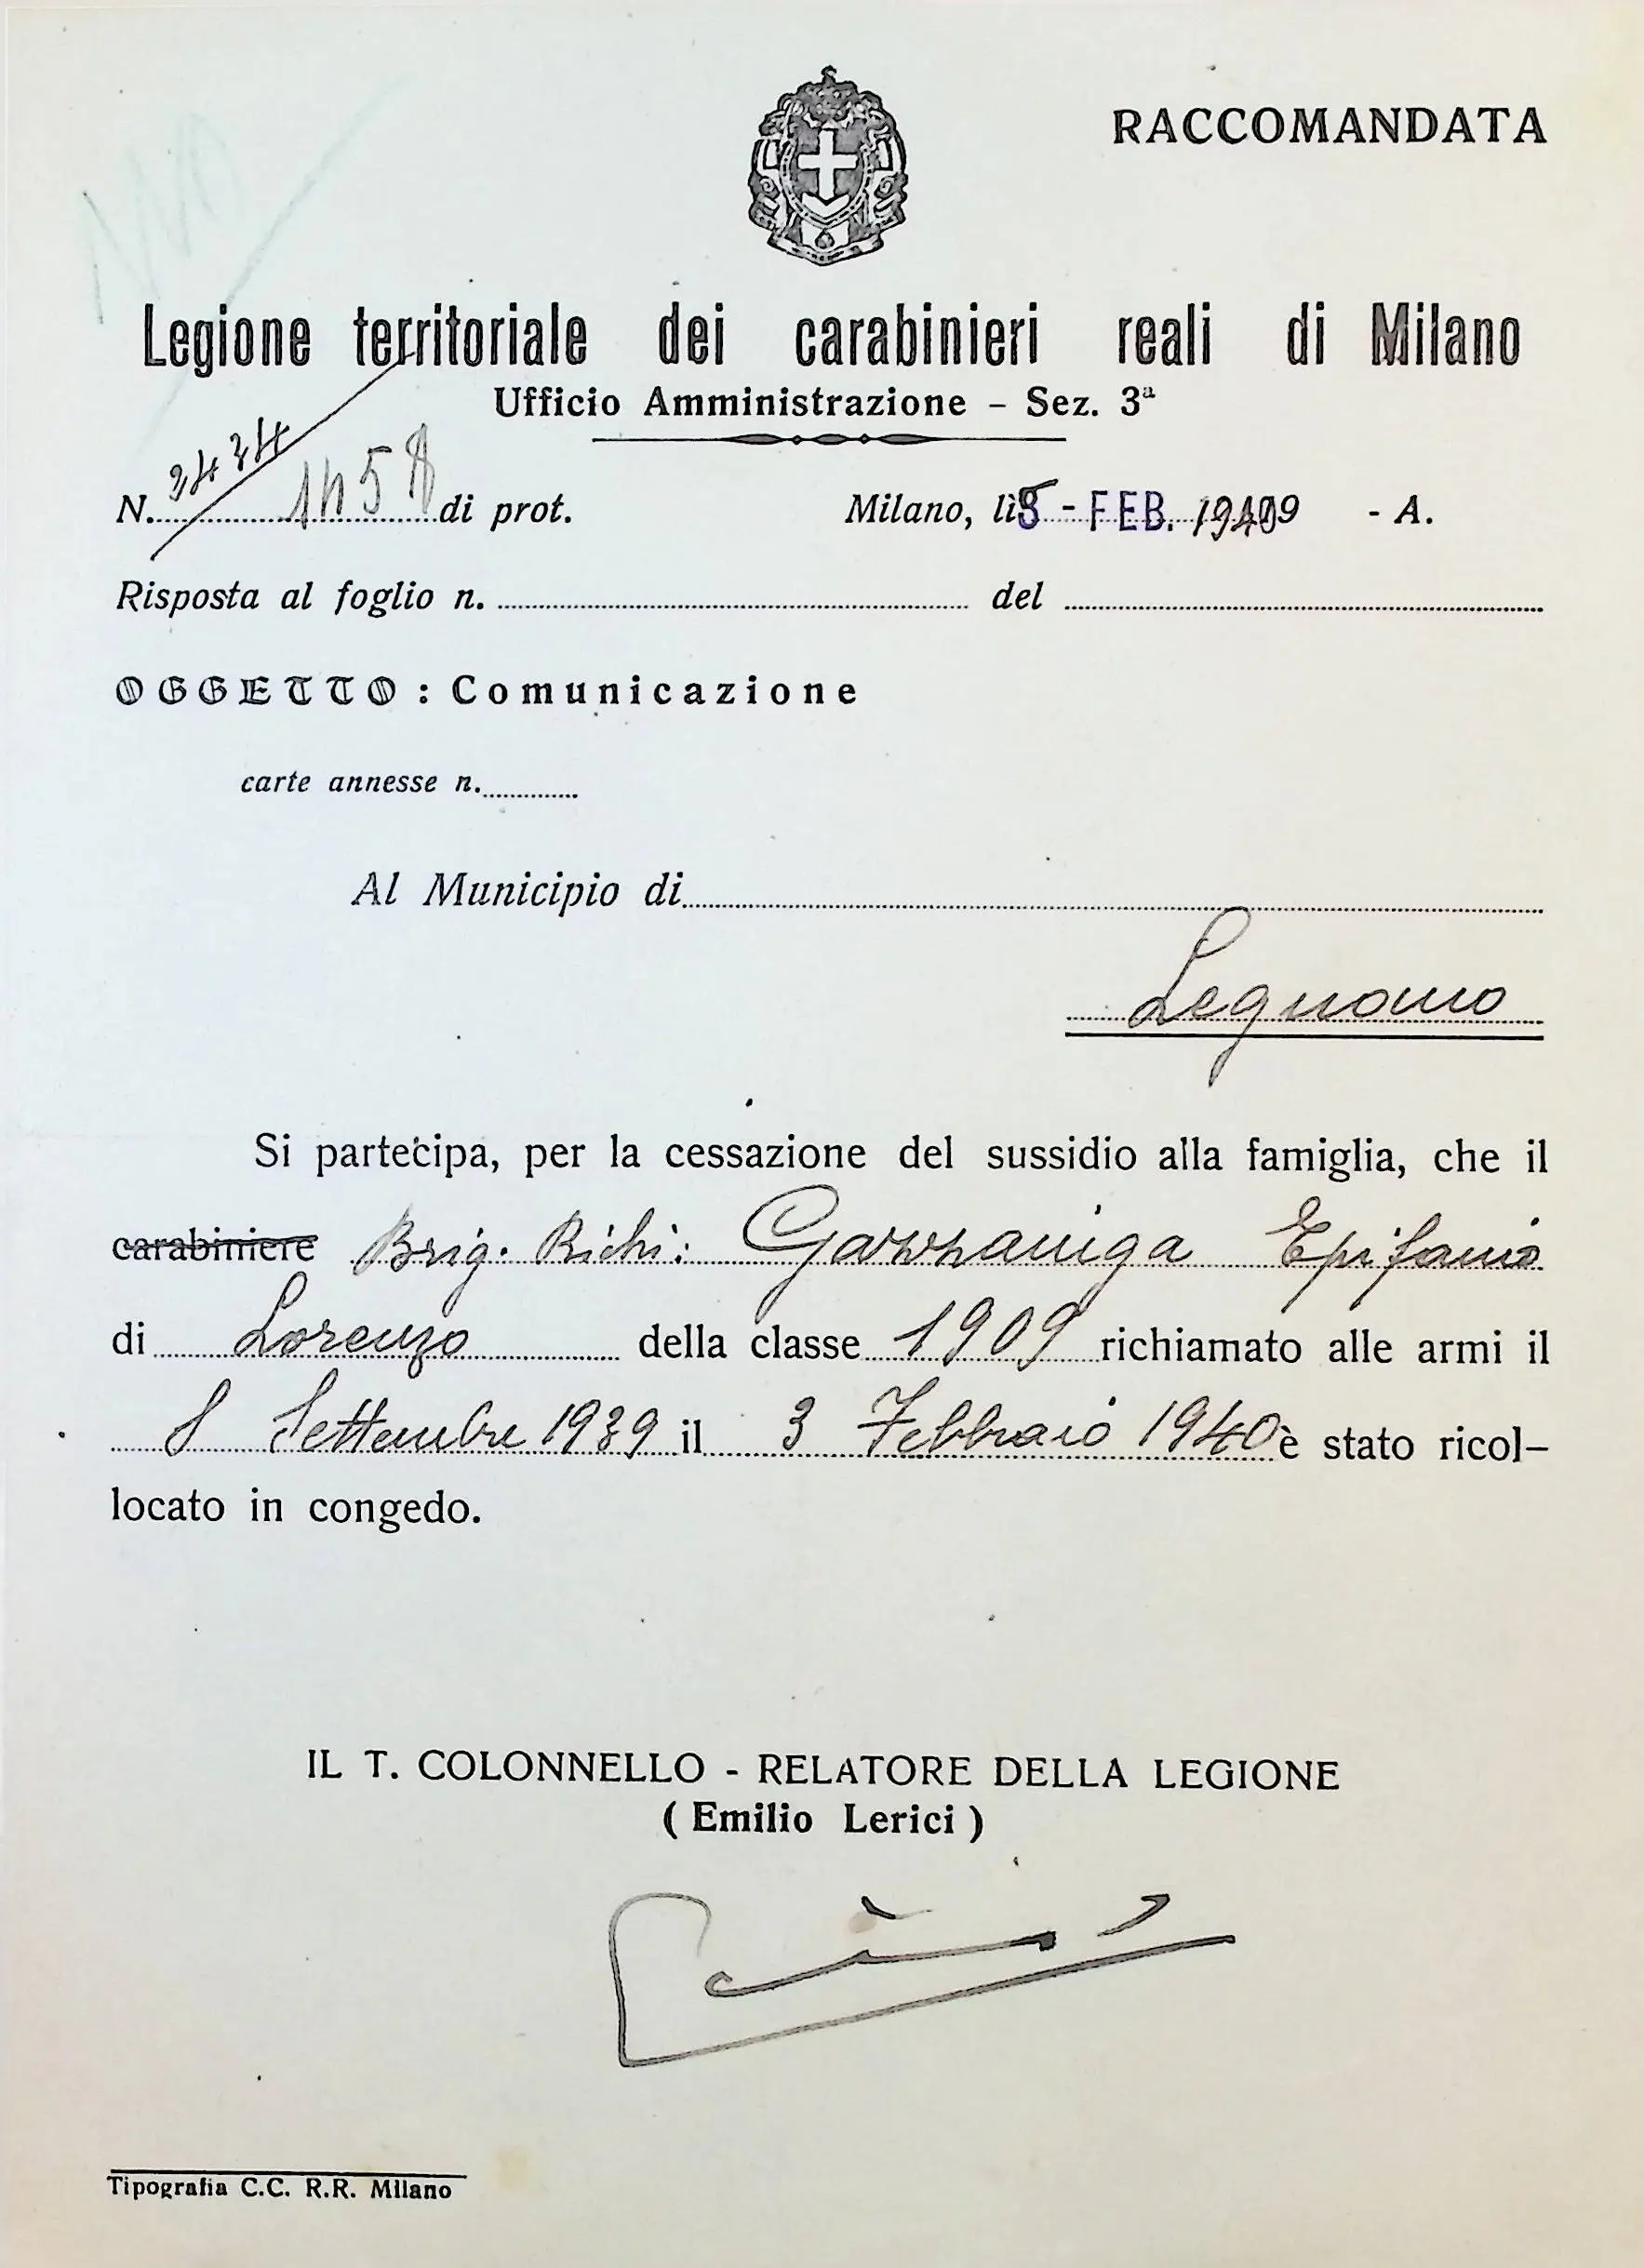 RACCOMANDATA
Legione territoriale dei carabinieri reali di Milano
Ufficio Amministrazione - Sez. 3ª
2424
N. 1458 di prot. Milano, lì 5 - FEB. 1940 - A.
Risposta al foglio n. del
OGGETTO: Comunicazione
carte annesse n.
Al Municipio di
Legnano
Si partecipa, per la cessazione del sussidio alla famiglia, che il
carabiniere Brig. Richi: Garzaniga Epifanio
di Lorenzo della classe 1909 richiamato alle armi il
8 Settembre 1939 il 3 Febbraio 1940 è stato ricol-
locato in congedo.
IL T. COLONNELLO - RELATORE DELLA LEGIONE
(Emilio Lerici)
Tipografia C.C. R.R. Milano